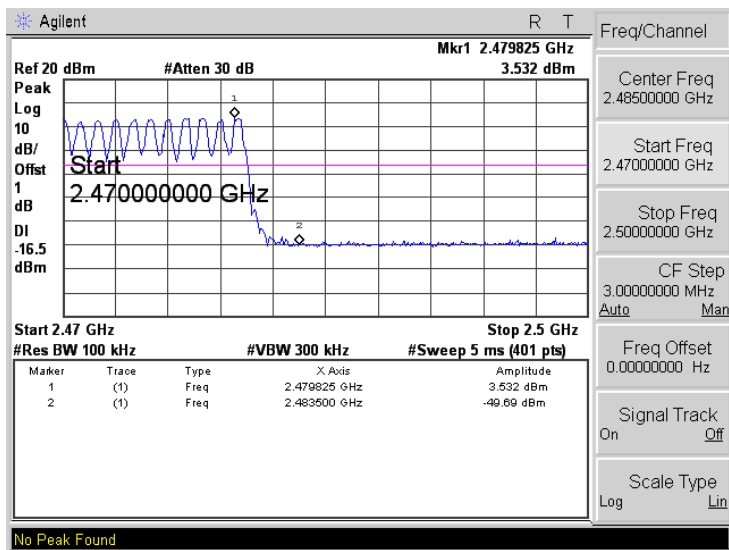 Agilent R T
Mkr1 2.479825 GHz
Ref 20 dBm #Atten 30 dB 3.532 dBm
Peak
Log
10
dB/
Offst
1
dB
DI
-16.5
dBm
1
2
Start
2.470000000 GHz
Start 2.47 GHz Stop 2.5 GHz
#Res BW 100 kHz #VBW 300 kHz #Sweep 5 ms (401 pts)
Marker Trace Type X Axis Amplitude
1 (1) Freq 2.479825 GHz 3.532 dBm
2 (1) Freq 2.483500 GHz -49.69 dBm
No Peak Found
Freq/Channel
Center Freq
2.48500000 GHz
Start Freq
2.47000000 GHz
Stop Freq
2.50000000 GHz
CF Step
3.00000000 MHz
Auto Man
Freq Offset
0.00000000 Hz
Signal Track
On Off
Scale Type
Log Lin